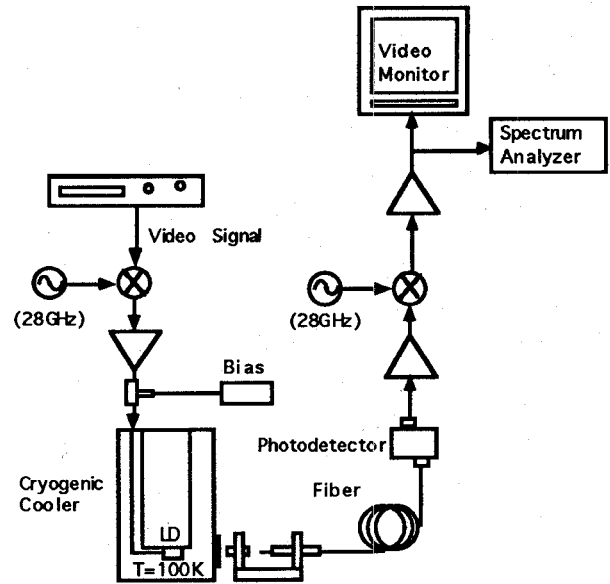 Video
Monitor
Spectrum
Analyzer
Video Signal
(28GHz)
(28GHz)
Bias
Photodetector
Cryogenic
Cooler
Fiber
LD
T=100K